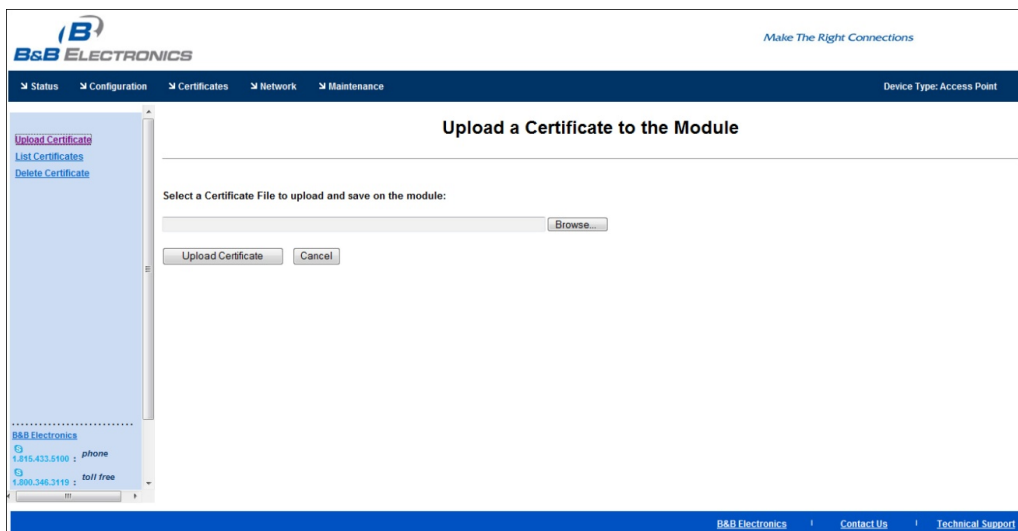 B
B&B ELECTRONICS
Make The Right Connections
Status Configuration Certificates Network Maintenance Device Type: Access Point
Upload Certificate
List Certificates
Delete Certificate
Upload a Certificate to the Module
Select a Certificate File to upload and save on the module:
Browse...
Upload Certificate Cancel
B&B Electronics
1.815.433.5100 : phone
1.800.346.3119 : toll free
B&B Electronics | Contact Us | Technical Support